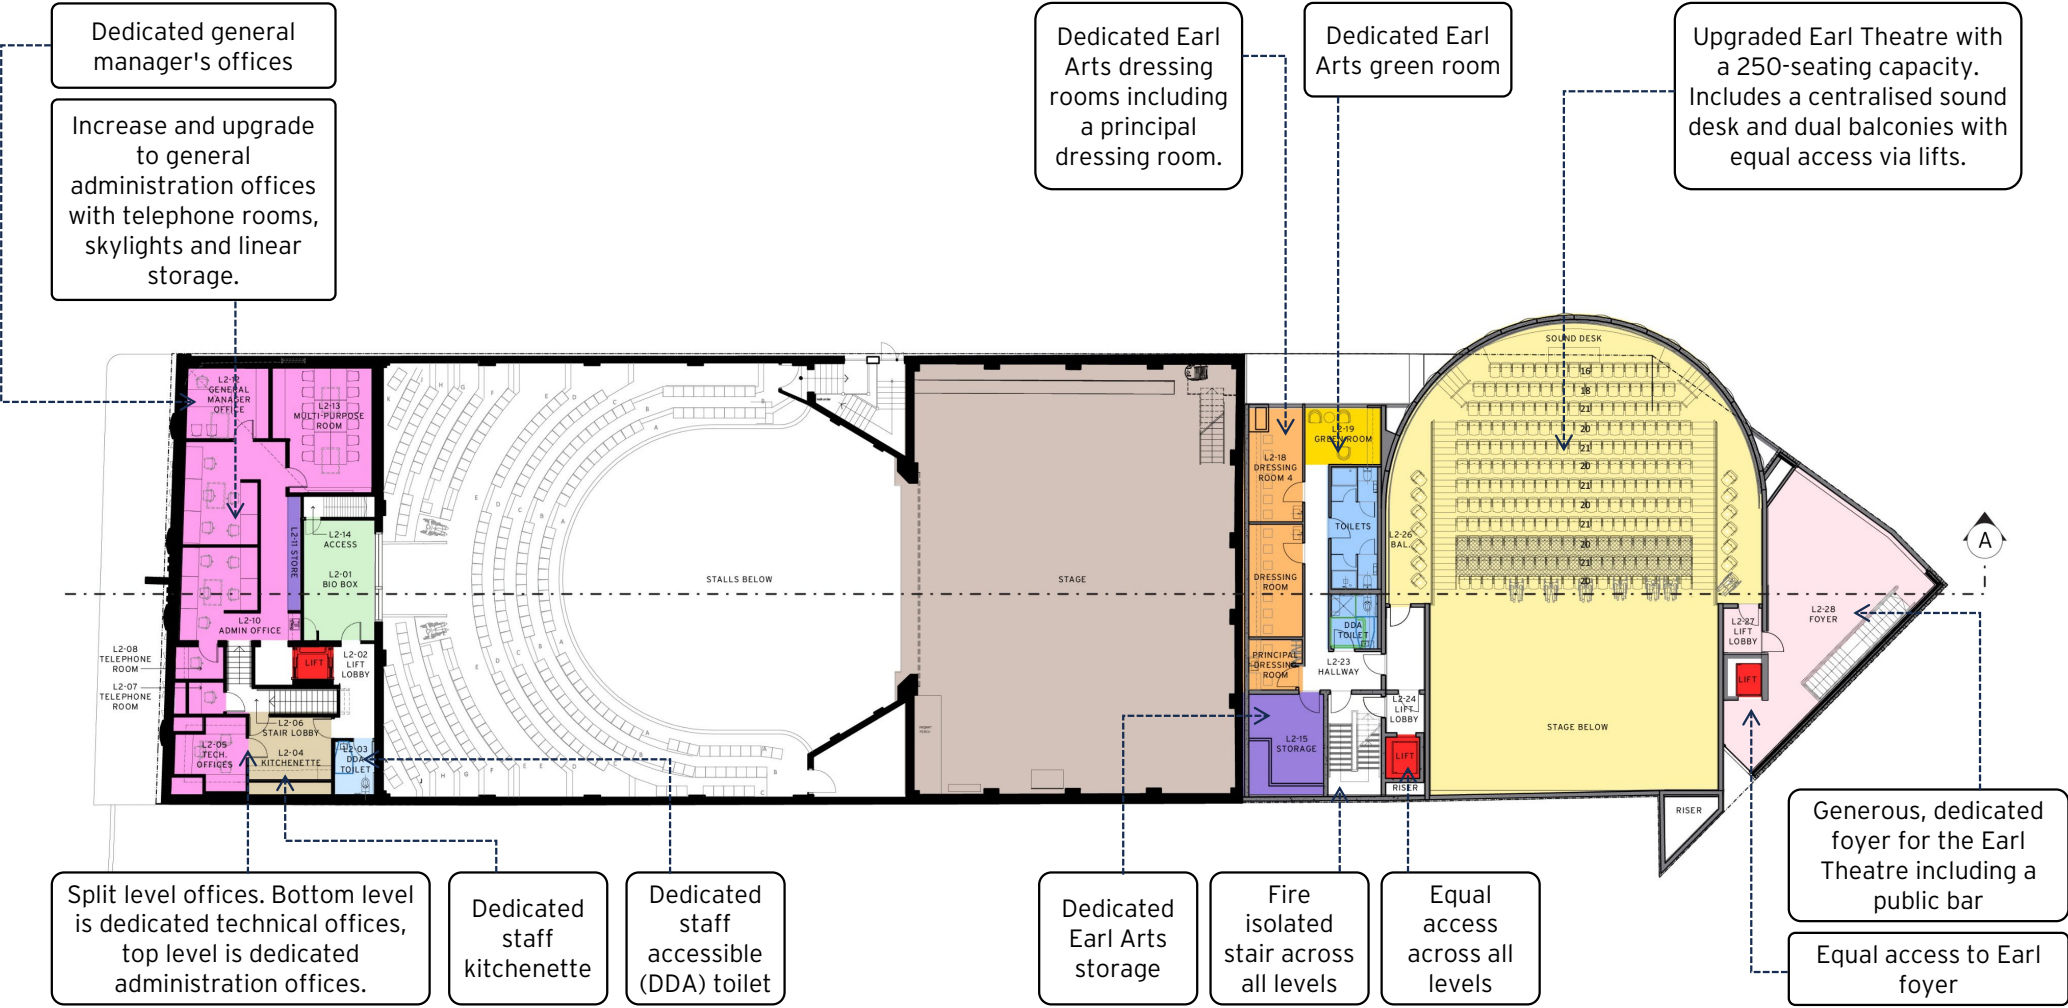 Dedicated general
manager's offices
Increase and upgrade
to general
administration offices
with telephone rooms,
skylights and linear
storage.
Dedicated Earl
Arts dressing
rooms including
a principal
dressing room.
Dedicated Earl
Arts green room
Upgraded Earl Theatre with
a 250-seating capacity.
Includes a centralised sound
desk and dual balconies with
equal access via lifts.
L2-12
GENERAL
MANAGER
OFFICE
L2-13
MULTI-PURPOSE
ROOM
L2-11 STORE
L2-14
ACCESS
L2-01
BIO BOX
L2-10
ADMIN OFFICE
L2-08
TELEPHONE
ROOM
L2-07
TELEPHONE
ROOM
LIFT
L2-02
LIFT
LOBBY
L2-06
STAIR LOBBY
L2-05
TECH.
OFFICES
L2-04
KITCHENETTE
L2-03
DDA
TOILET
STALLS BELOW
STAGE
L2-19
GREEN ROOM
L2-18
DRESSING
ROOM 4
TOILETS
DRESSING
ROOM
DDA
TOILET
PRINCIPAL
DRESSING
ROOM
L2-23
HALLWAY
L2-15
STORAGE
L2-24
LIFT
LOBBY
LIFT
RISER
L2-26
BAL.
SOUND DESK
16
18
21
20
21
20
21
20
21
20
21
20
STAGE BELOW
L2-27
LIFT
LOBBY
LIFT
L2-28
FOYER
RISER
A
Split level offices. Bottom level
is dedicated technical offices,
top level is dedicated
administration offices.
Dedicated
staff
kitchenette
Dedicated
staff
accessible
(DDA) toilet
Dedicated
Earl Arts
storage
Fire
isolated
stair across
all levels
Equal
access
across all
levels
Generous, dedicated
foyer for the Earl
Theatre including a
public bar
Equal access to Earl
foyer